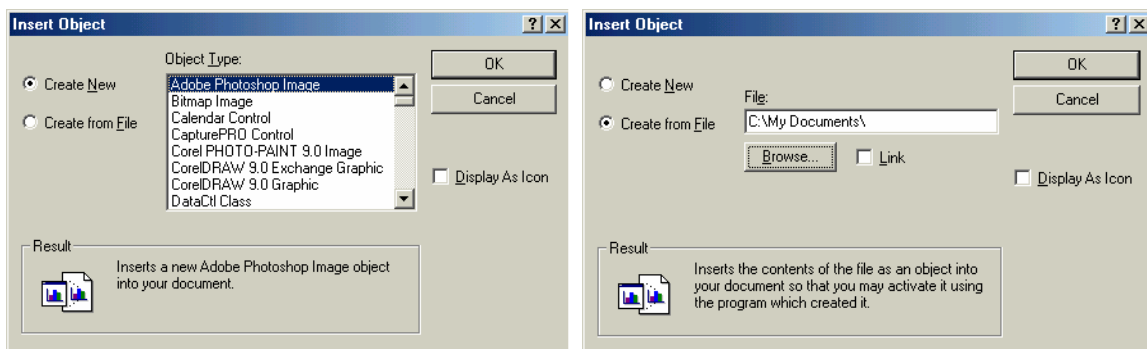 Insert Object
Object Type:
Create New
Create from File
Adobe Photoshop Image
Bitmap Image
Calendar Control
CapturePRO Control
Corel PHOTO-PAINT 9.0 Image
CorelDRAW 9.0 Exchange Graphic
CorelDRAW 9.0 Graphic
DataCtl Class
OK
Cancel
Display As Icon
Result
Inserts a new Adobe Photoshop Image object
into your document.
Insert Object
Create New
Create from File
File:
C:\My Documents\
Browse...
Link
OK
Cancel
Display As Icon
Result
Inserts the contents of the file as an object into
your document so that you may activate it using
the program which created it.